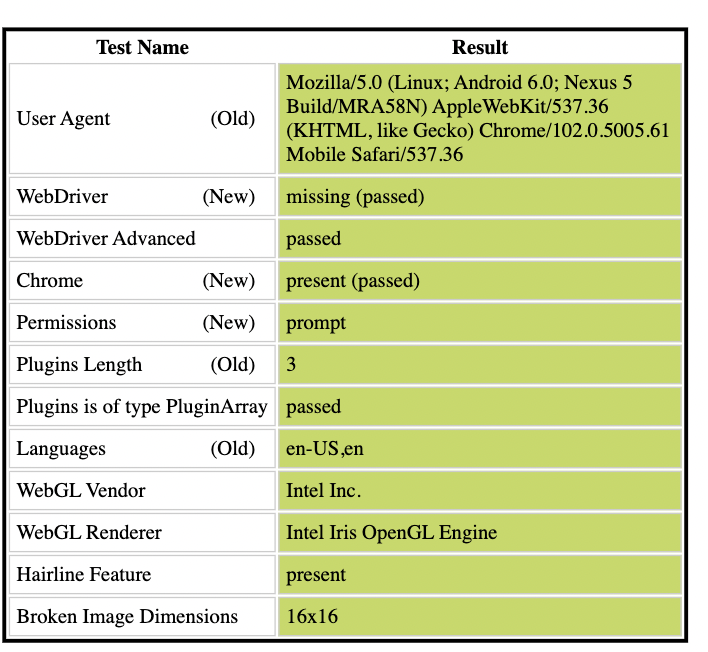 Test Name Result
User Agent (Old) Mozilla/5.0 (Linux; Android 6.0; Nexus 5
Build/MRA58N) AppleWebKit/537.36
(KHTML, like Gecko) Chrome/102.0.5005.61
Mobile Safari/537.36
WebDriver (New) missing (passed)
WebDriver Advanced passed
Chrome (New) present (passed)
Permissions (New) prompt
Plugins Length (Old) 3
Plugins is of type PluginArray passed
Languages (Old) en-US,en
WebGL Vendor Intel Inc.
WebGL Renderer Intel Iris OpenGL Engine
Hairline Feature present
Broken Image Dimensions 16x16